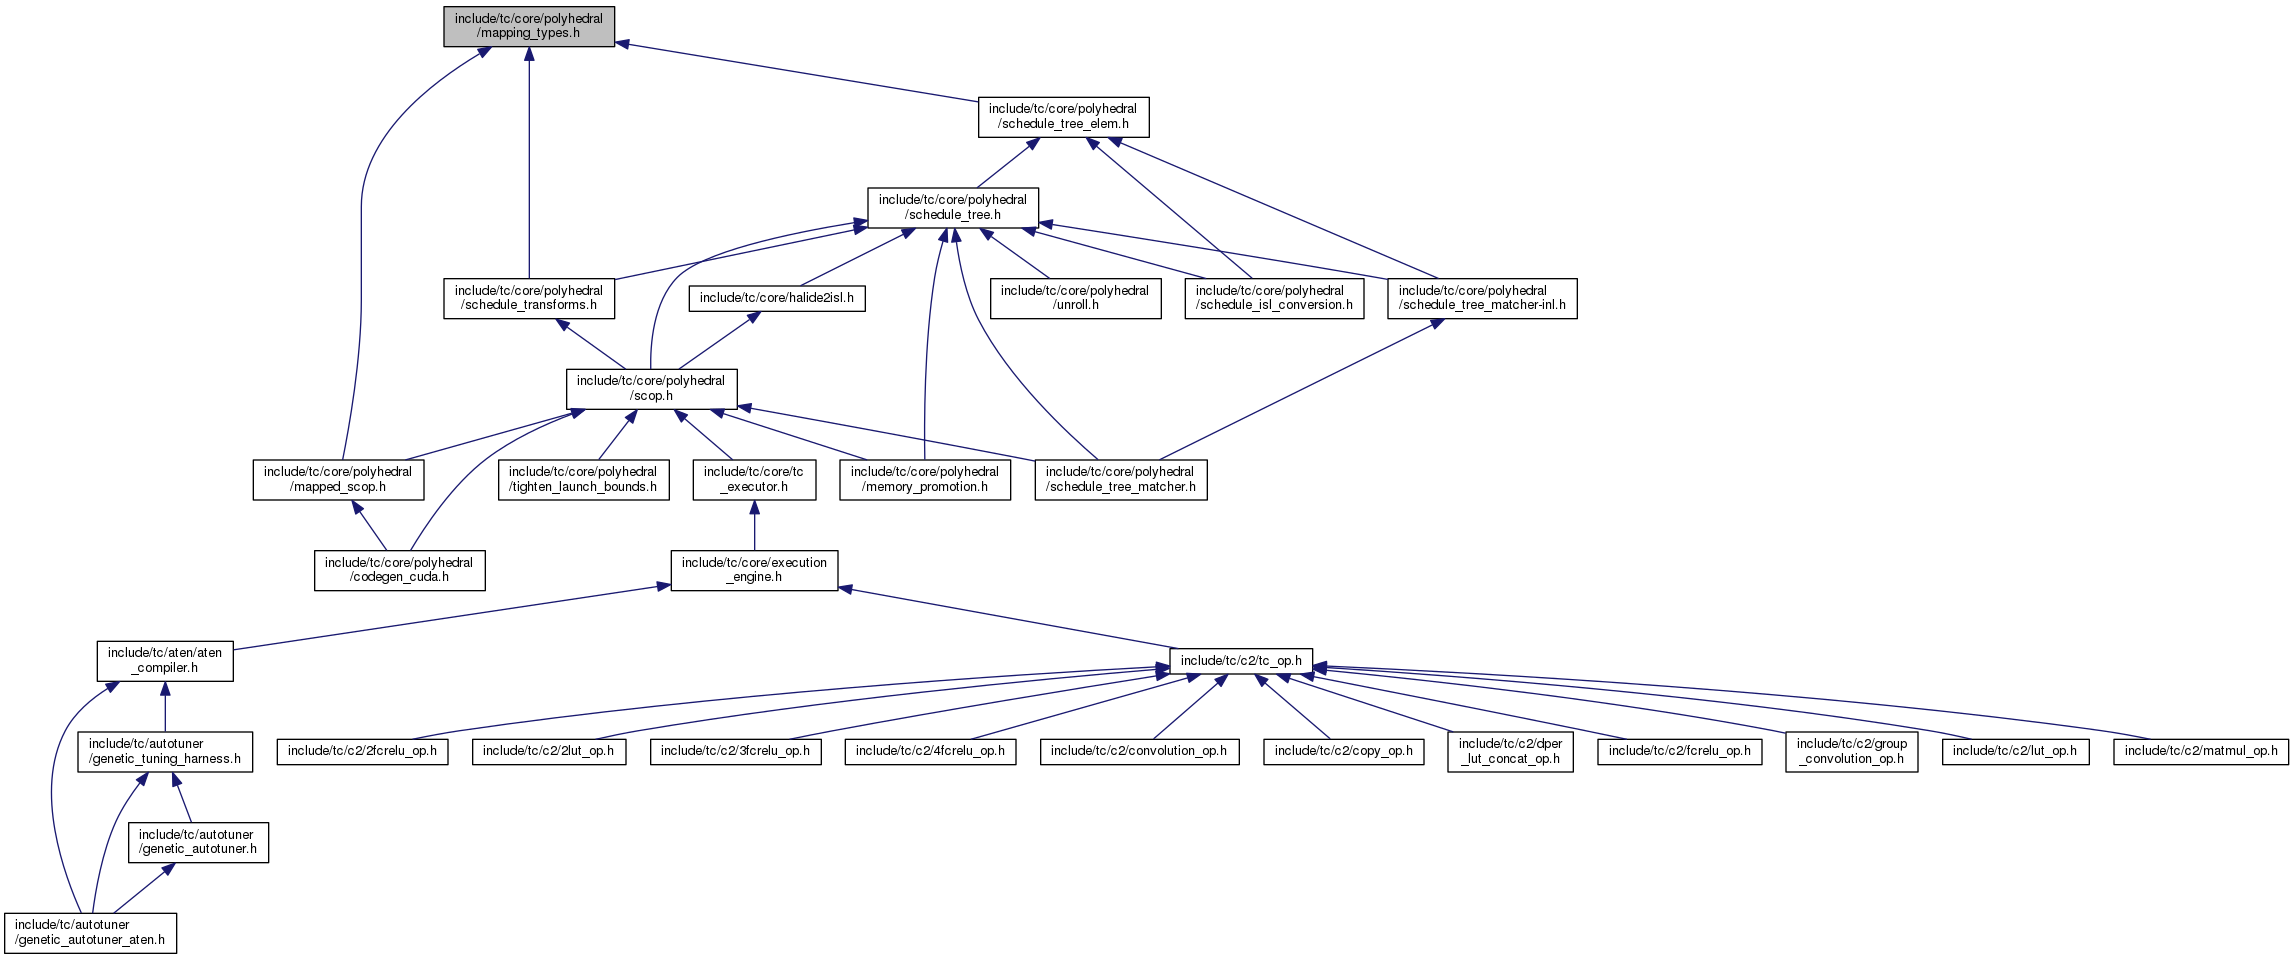 include/tc/core/polyhedral
/mapping_types.h
include/tc/core/polyhedral
/schedule_tree_elem.h
include/tc/core/polyhedral
/schedule_tree.h
include/tc/core/polyhedral
/schedule_transforms.h
include/tc/core/halide2isl.h
include/tc/core/polyhedral
/unroll.h
include/tc/core/polyhedral
/schedule_isl_conversion.h
include/tc/core/polyhedral
/schedule_tree_matcher-inl.h
include/tc/core/polyhedral
/scop.h
include/tc/core/polyhedral
/mapped_scop.h
include/tc/core/polyhedral
/tighten_launch_bounds.h
include/tc/core/tc
_executor.h
include/tc/core/polyhedral
/memory_promotion.h
include/tc/core/polyhedral
/schedule_tree_matcher.h
include/tc/core/polyhedral
/codegen_cuda.h
include/tc/core/execution
_engine.h
include/tc/aten/aten
_compiler.h
include/tc/c2/tc_op.h
include/tc/autotuner
/genetic_tuning_harness.h
include/tc/c2/2fcrelu_op.h
include/tc/c2/2lut_op.h
include/tc/c2/3fcrelu_op.h
include/tc/c2/4fcrelu_op.h
include/tc/c2/convolution_op.h
include/tc/c2/copy_op.h
include/tc/c2/dper
_lut_concat_op.h
include/tc/c2/fcrelu_op.h
include/tc/c2/group
_convolution_op.h
include/tc/c2/lut_op.h
include/tc/c2/matmul_op.h
include/tc/autotuner
/genetic_autotuner.h
include/tc/autotuner
/genetic_autotuner_aten.h